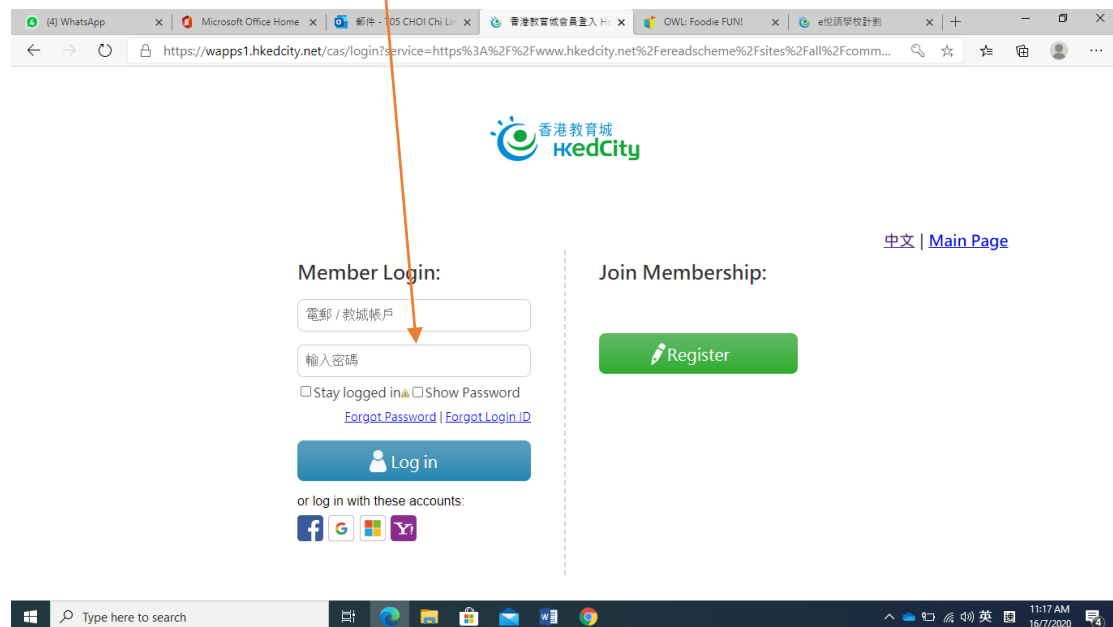 (4) WhatsApp
Microsoft Office Home
郵件 - T05 CHOI Chi Lin
香港教育城會員登入 Hk
OWL: Foodie FUN!
e悅讀學校計劃
https://wapps1.hkedcity.net/cas/login?service=https%3A%2F%2Fwww.hkedcity.net%2Fereadscheme%2Fsites%2Fall%2Fcomm...
香港教育城
HKedCity
中文 | Main Page
Member Login:
Join Membership:
電郵 / 教城帳戶
輸入密碼
Register
Stay logged in Show Password
Forgot Password | Forgot Login ID
Log in
or log in with these accounts:
Type here to search
英
11:17 AM
16/7/2020
4